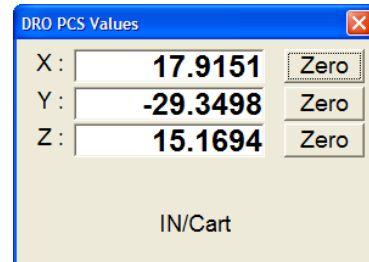 DRO PCS Values
X : 17.9151 Zero
Y : -29.3498 Zero
Z : 15.1694 Zero
IN/Cart